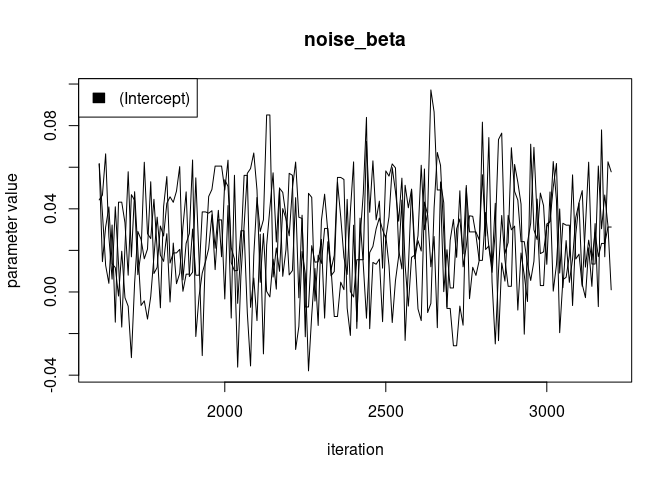 noise_beta
(Intercept)
parameter value
0.08
0.04
0.00
-0.04
2000 2500 3000
iteration